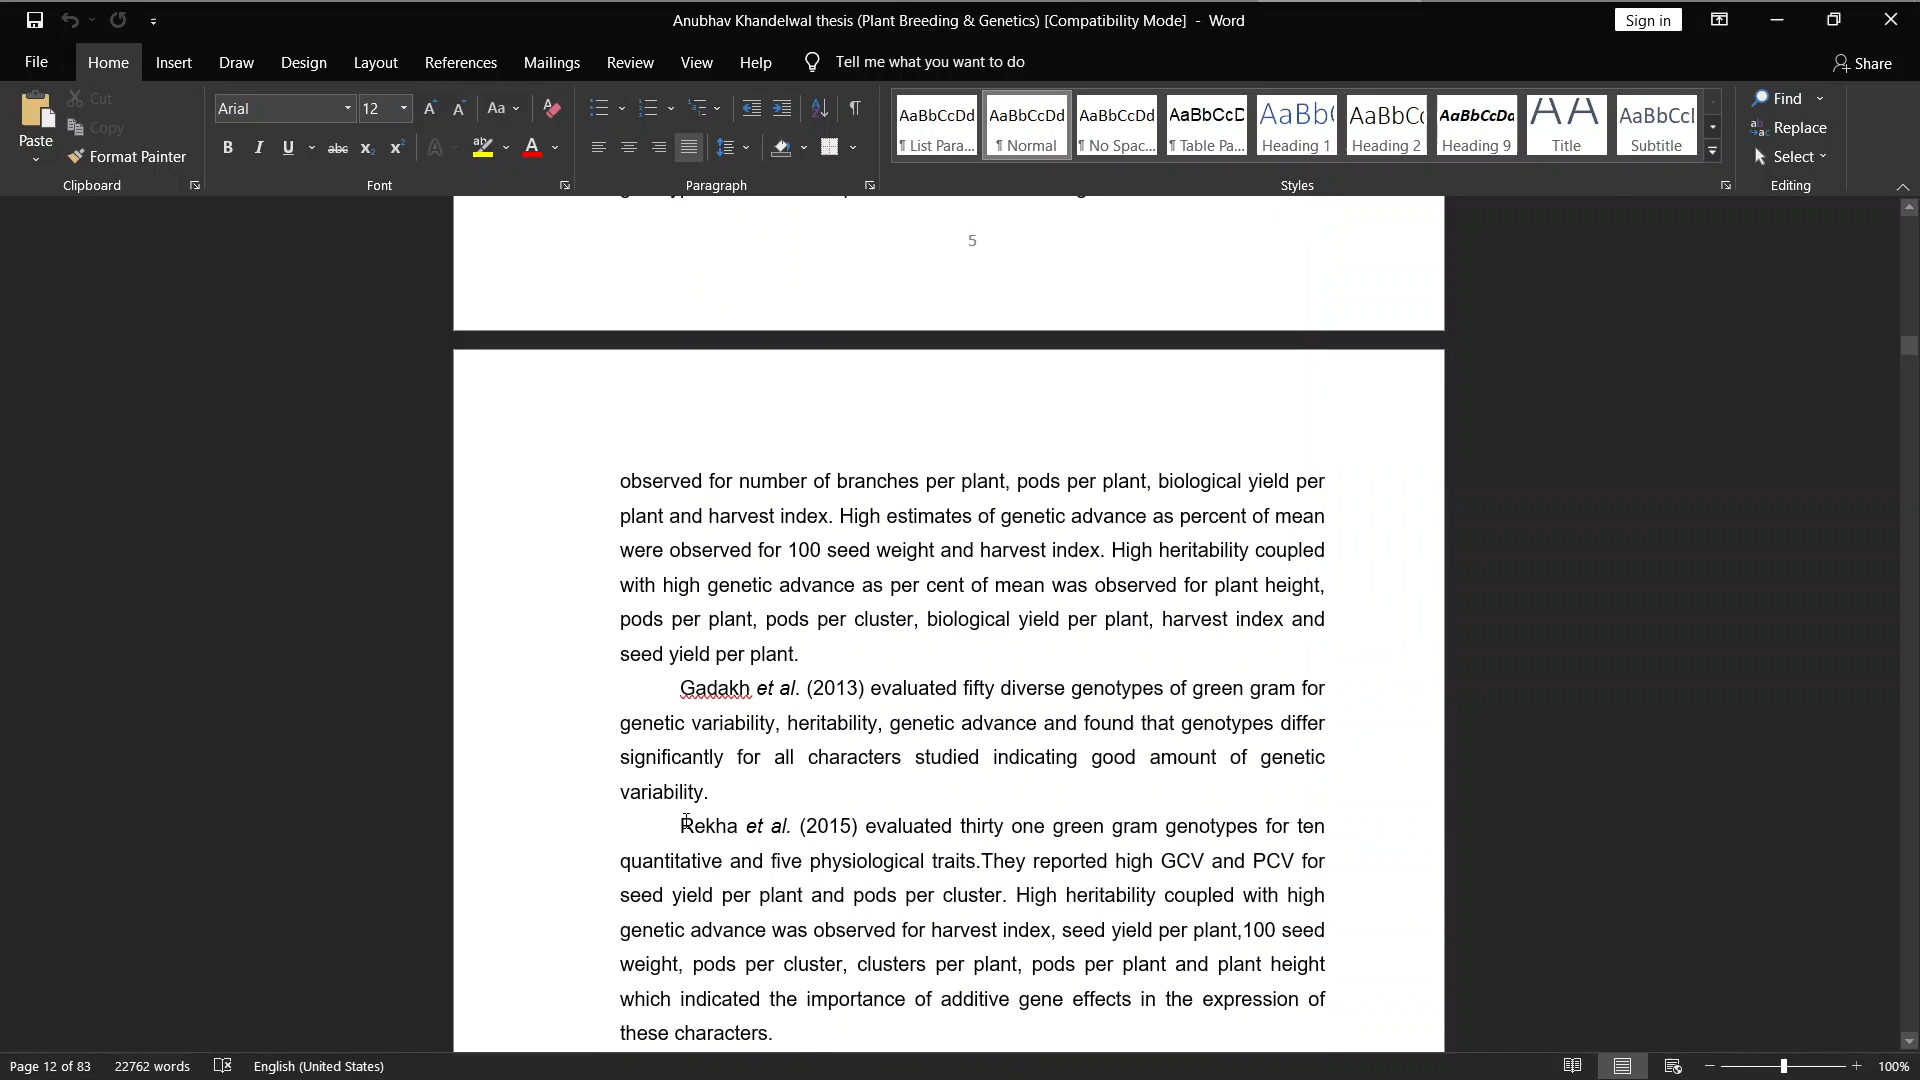 Anubhav Khandelwal thesis (Plant Breeding & Genetics) [Compatibility Mode] - Word
Sign in
File Home Insert Draw Design Layout References Mailings Review View Help Tell me what you want to do
Share
Paste
Cut
Copy
Format Painter
Clipboard
Arial 12
Aa
B I U abc x₂ x² A A
Font
Paragraph
AaBbCcDd AaBbCcDd AaBbCcDd AaBbCcD AaBb( AaBbCc AaBbCcDc AA AaBbCcl
¶ List Para... ¶ Normal ¶ No Spac... ¶ Table Pa... Heading 1 Heading 2 Heading 9 Title Subtitle
Styles
Find
Replace
Select
Editing
5
observed for number of branches per plant, pods per plant, biological yield per
plant and harvest index. High estimates of genetic advance as percent of mean
were observed for 100 seed weight and harvest index. High heritability coupled
with high genetic advance as per cent of mean was observed for plant height,
pods per plant, pods per cluster, biological yield per plant, harvest index and
seed yield per plant.
Gadakh et al. (2013) evaluated fifty diverse genotypes of green gram for
genetic variability, heritability, genetic advance and found that genotypes differ
significantly for all characters studied indicating good amount of genetic
variability.
Rekha et al. (2015) evaluated thirty one green gram genotypes for ten
quantitative and five physiological traits.They reported high GCV and PCV for
seed yield per plant and pods per cluster. High heritability coupled with high
genetic advance was observed for harvest index, seed yield per plant,100 seed
weight, pods per cluster, clusters per plant, pods per plant and plant height
which indicated the importance of additive gene effects in the expression of
these characters.
Page 12 of 83 22762 words English (United States) 100%